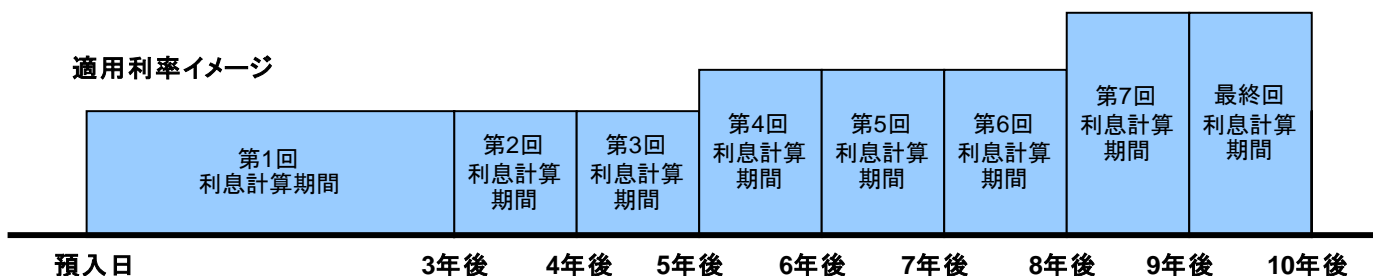 適用利率イメージ
第1回
利息計算期間
第2回
利息計算
期間
第3回
利息計算
期間
第4回
利息計算
期間
第5回
利息計算
期間
第6回
利息計算
期間
第7回
利息計算
期間
最終回
利息計算
期間
預入日 3年後 4年後 5年後 6年後 7年後 8年後 9年後 10年後